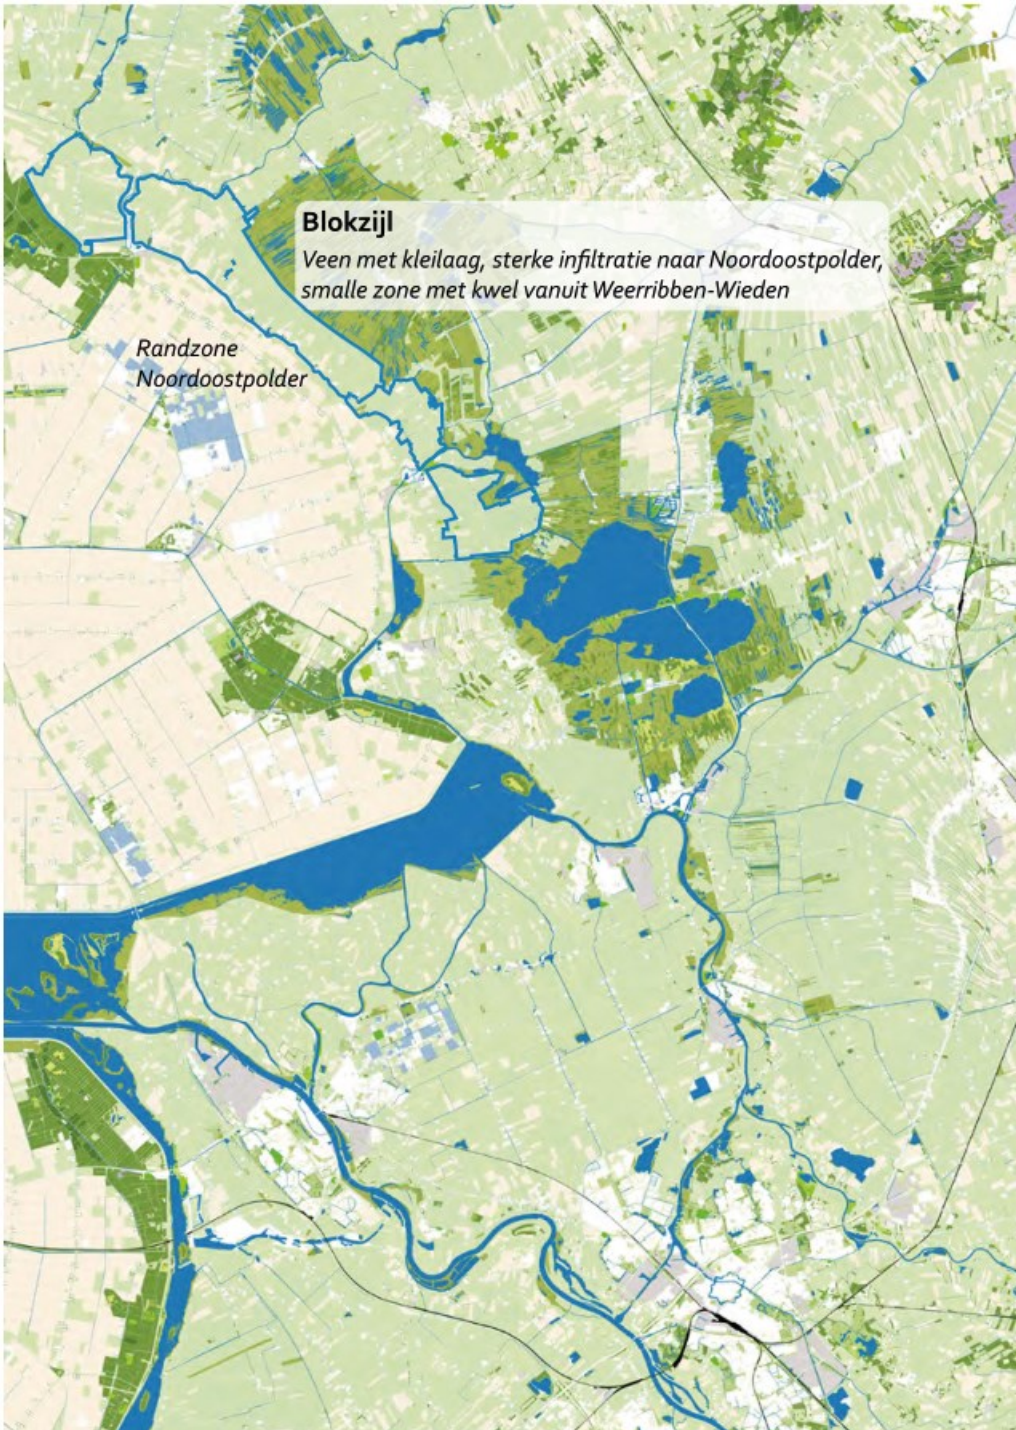 Blokzijl
Veen met kleilaag, sterke infiltratie naar Noordoostpolder,
smalle zone met kwel vanuit Weerribben-Wieden
Randzone
Noordoostpolder